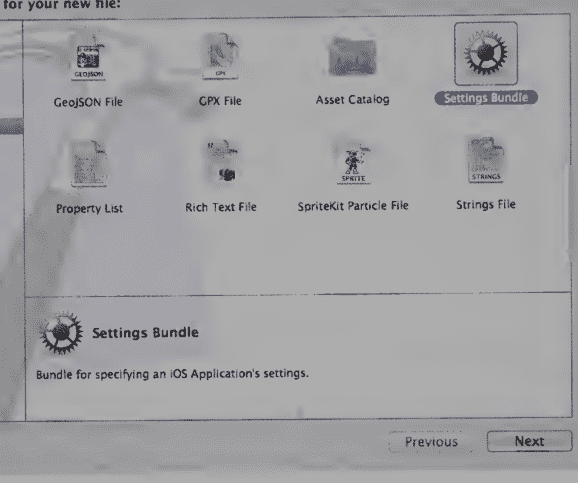 for your new file:
GEOJSON
GPX
GeoJSON File
GPX File
Asset Catalog
Settings Bundle
SPRITE
STRINGS
Property List
Rich Text File
SpriteKit Particle File
Strings File
Settings Bundle
Bundle for specifying an iOS Application's settings.
Previous
Next